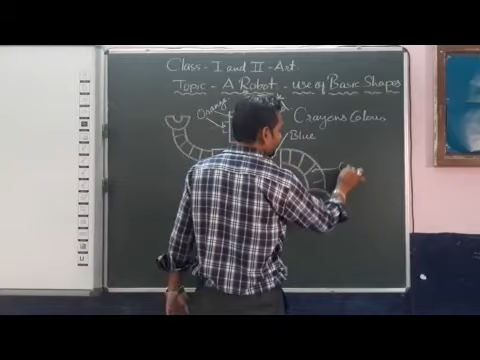 Class - I and II - Art.
Topic - A Robot - use of Basic Shapes
Orange
Crayons Colours
Blue